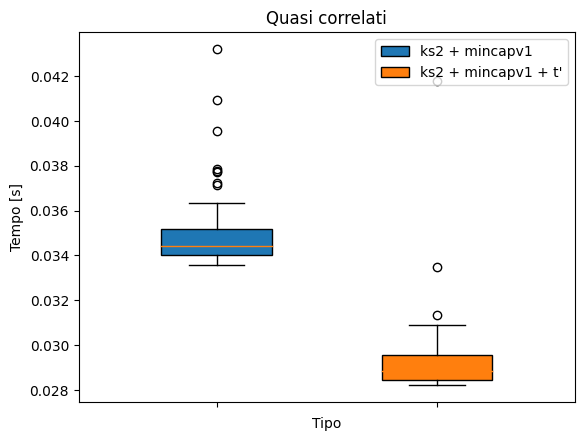 Quasi correlati
ks2 + mincapv1
ks2 + mincapv1 + t'
Tempo [s]
0.042
0.040
0.038
0.036
0.034
0.032
0.030
0.028
Tipo